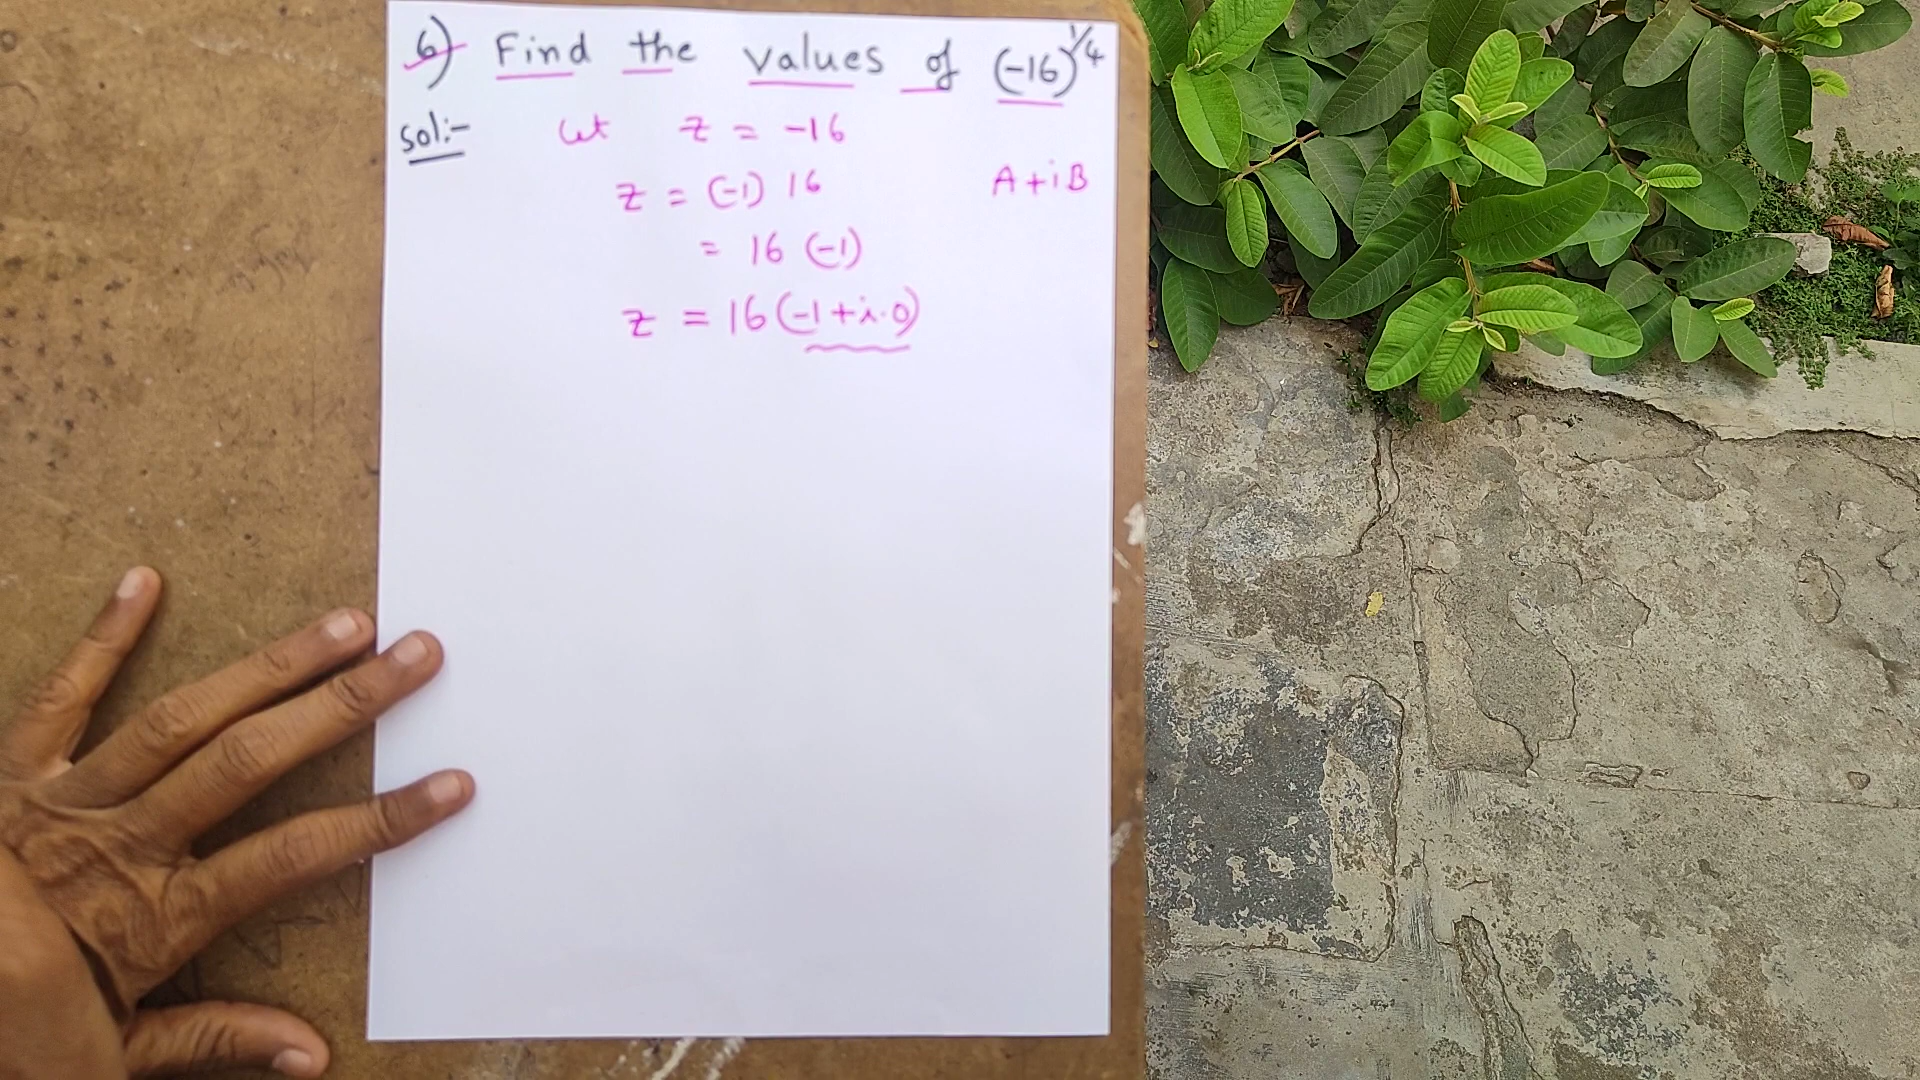 6) Find the values of (-16)^1/4
Sol:- Let z = -16
z = (-1) 16 A+iB
= 16 (-1)
z = 16 (-1+i.0)